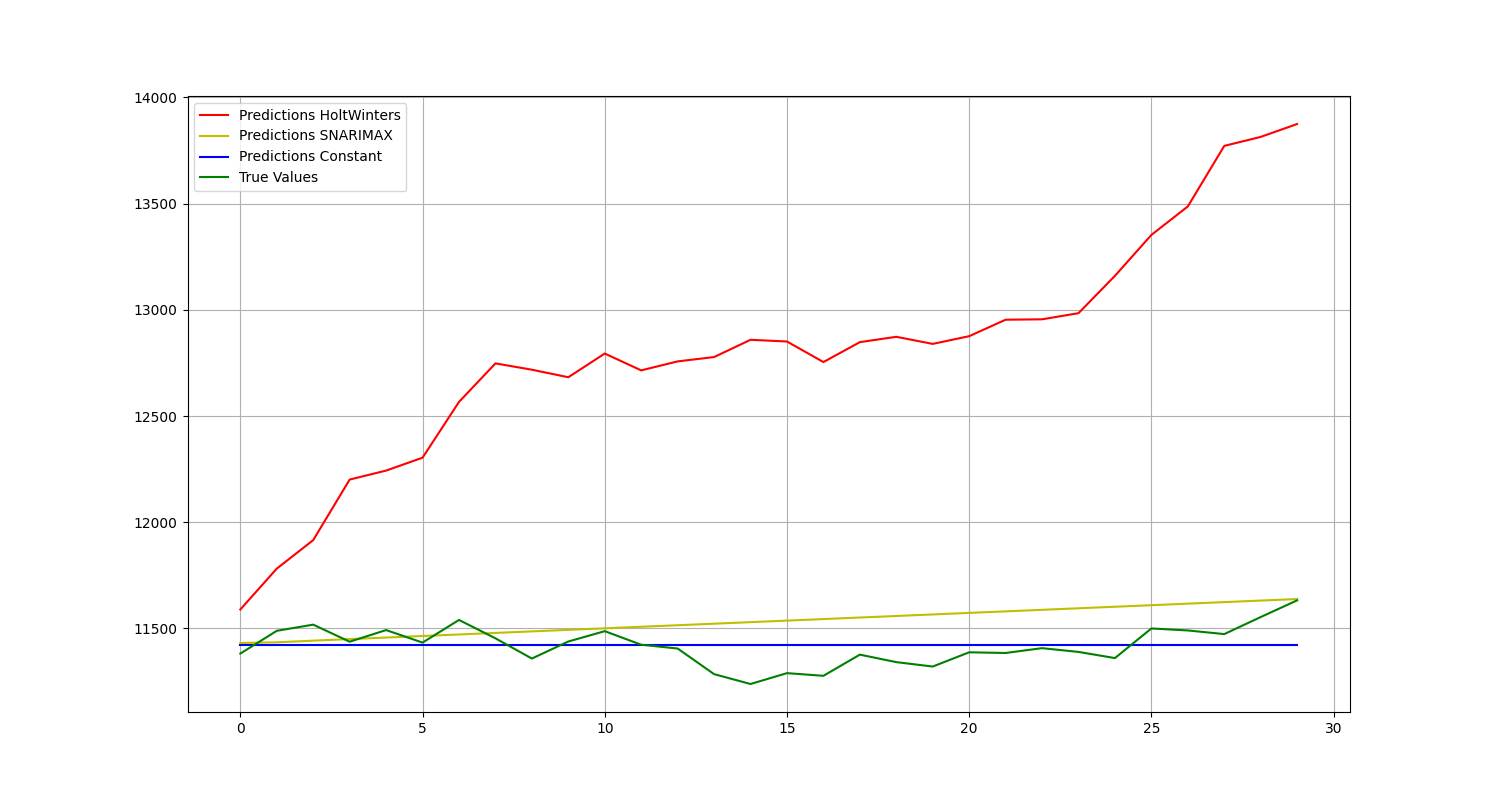 14000
13500
13000
12500
12000
11500
Predictions HoltWinters
Predictions SNARIMAX
Predictions Constant
True Values
0 5 10 15 20 25 30